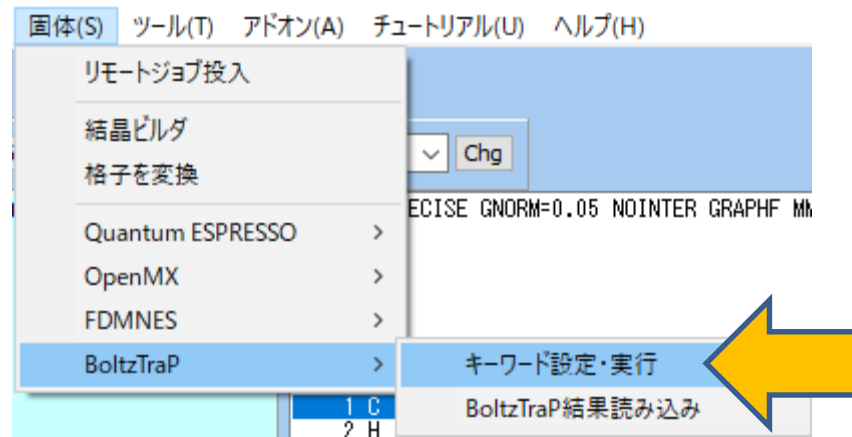 固体(S) ツール(T) アドオン(A) チュートリアル(U) ヘルプ(H)
リモートジョブ投入
結晶ビルダ
Chg
格子を変換
ECISE GNORM=0.05 NOINTER GRAPHF MM
Quantum ESPRESSO
OpenMX
FDMNES
BoltzTraP
キーワード設定・実行
1 C
BoltzTraP結果読み込み
2 H